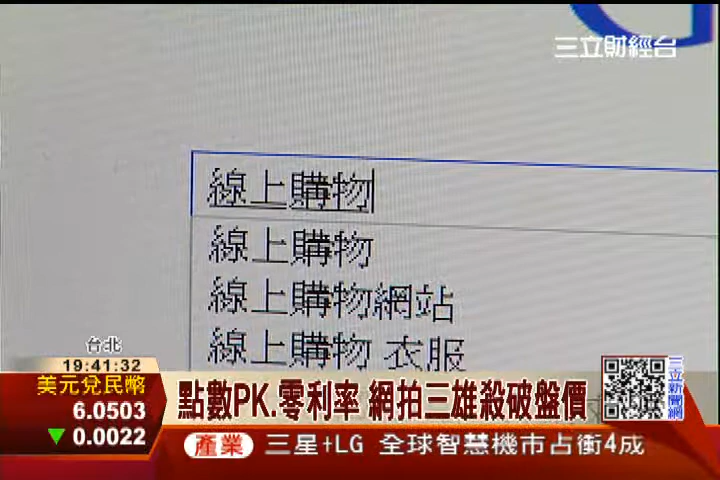 三立財經台
線上購物
線上購物
線上購物網站
線上購物 衣服
台北
19:41:32
美元兌民幣
6.0503
▼0.0022
點數PK.零利率 網拍三雄殺破盤價
三立新聞網
產業 三星+LG 全球智慧機市占衝4成